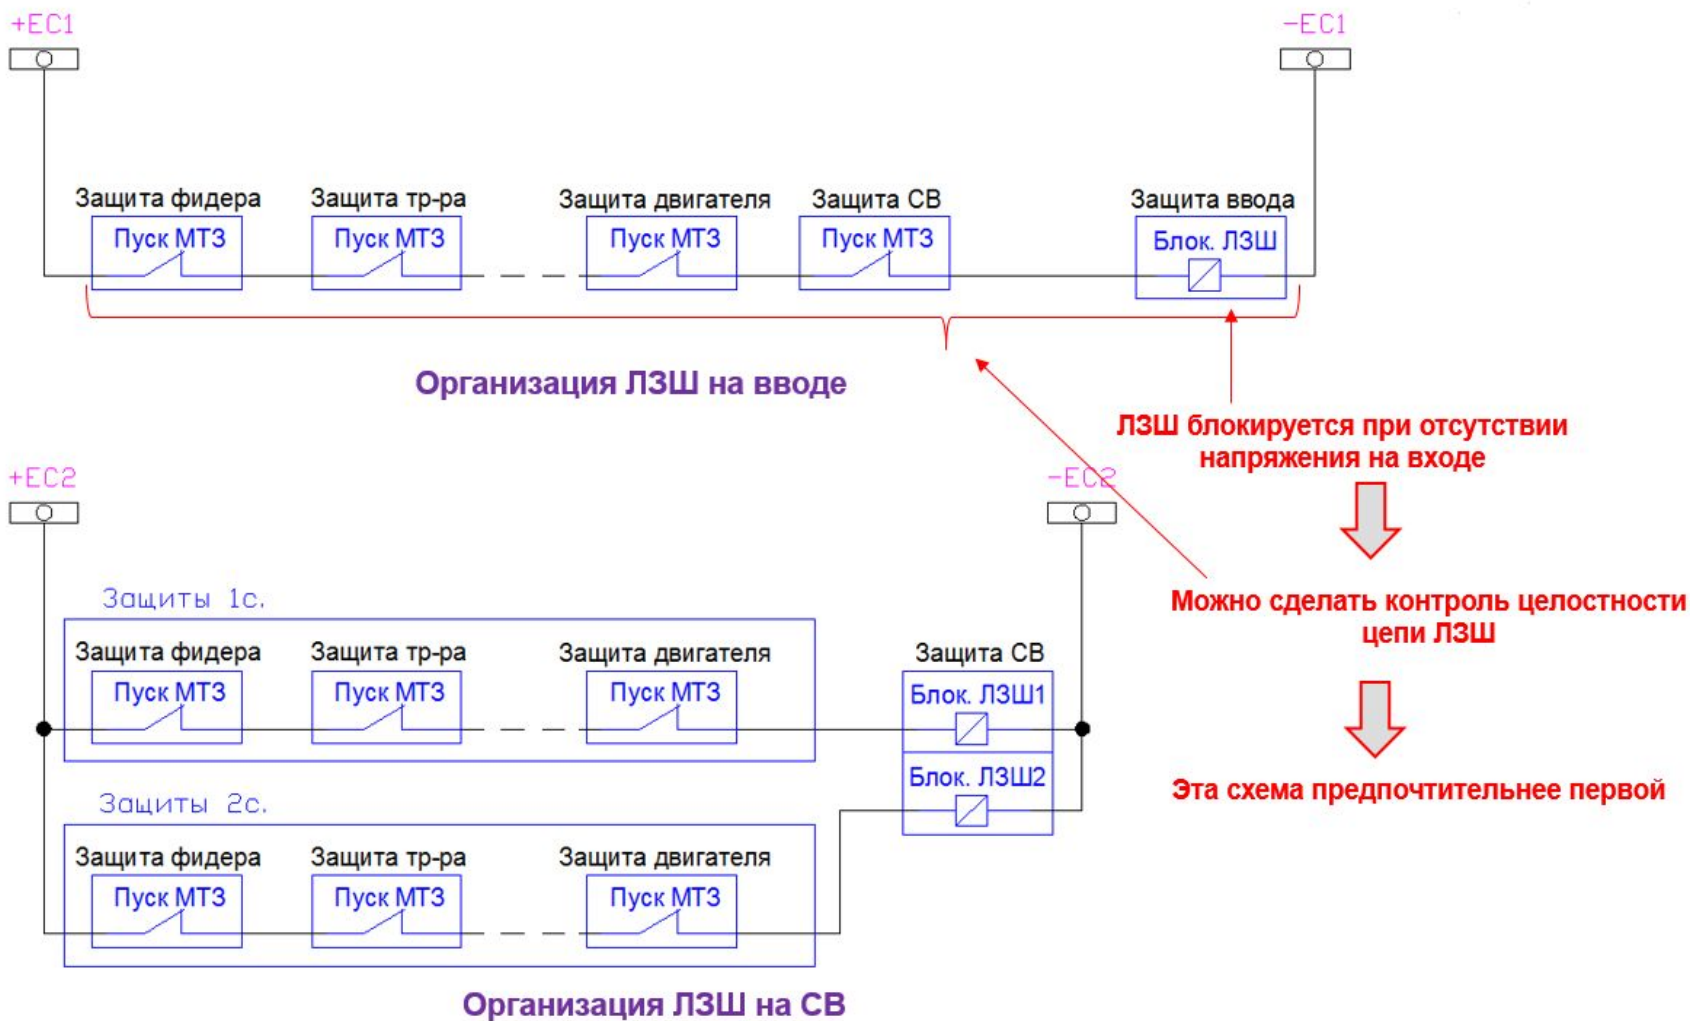 +EC1
-EC1
Защита фидера
Защита тр-ра
Защита двигателя
Защита СВ
Защита ввода
Пуск МТЗ
Пуск МТЗ
Пуск МТЗ
Пуск МТЗ
Блок. ЛЗШ
Организация ЛЗШ на вводе
ЛЗШ блокируется при отсутствии
напряжения на входе
+EC2
-EC2
Можно сделать контроль целостности
цепи ЛЗШ
Защиты 1с.
Защита фидера
Защита тр-ра
Защита двигателя
Защита СВ
Пуск МТЗ
Пуск МТЗ
Пуск МТЗ
Блок. ЛЗШ1
Блок. ЛЗШ2
Эта схема предпочтительнее первой
Защиты 2с.
Защита фидера
Защита тр-ра
Защита двигателя
Пуск МТЗ
Пуск МТЗ
Пуск МТЗ
Организация ЛЗШ на СВ